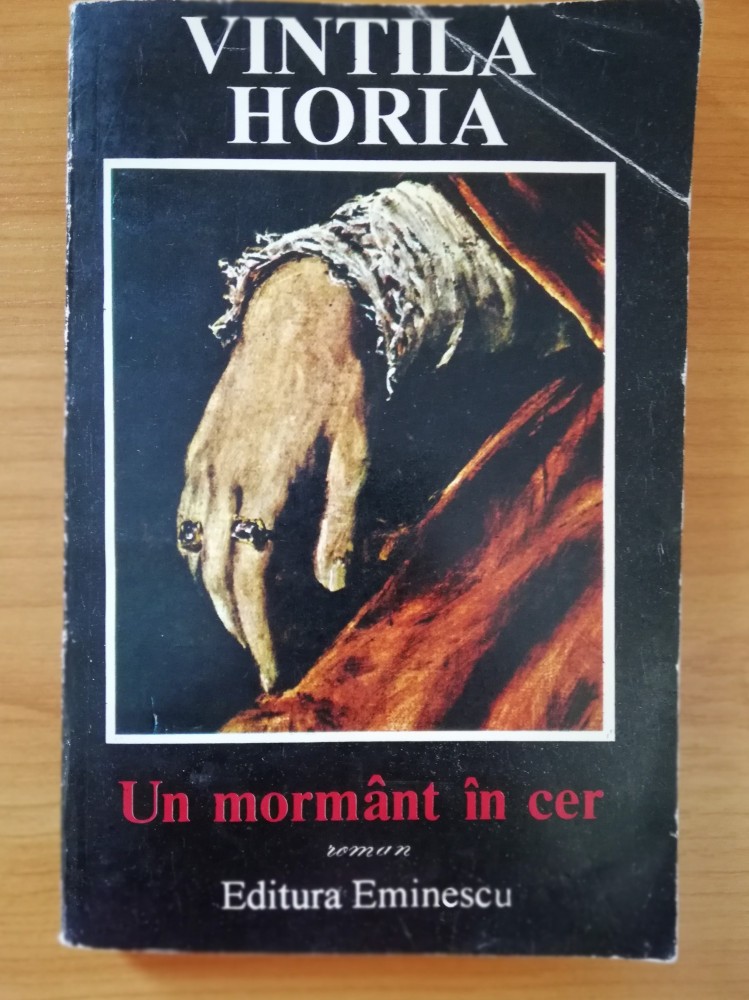 VINTILA
HORIA
Un mormânt în cer
roman
Editura Eminescu